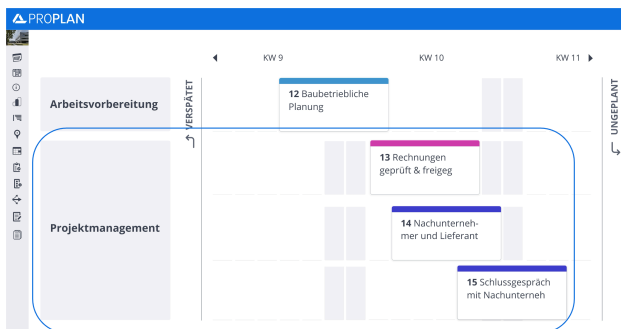 PROPLAN
KW 9
KW 10
KW 11
VERSPÄTET
UNGEPLANT
Arbeitsvorbereitung
12 Baubetriebliche
Planung
Projektmanagement
13 Rechnungen
geprüft & freigeg
14 Nachunterneh-
mer und Lieferant
15 Schlussgespräch
mit Nachunterneh